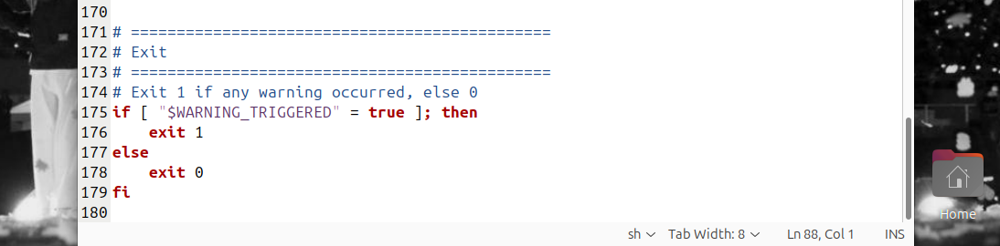 170
171 # ==============================================
172 # Exit
173 # ==============================================
174 # Exit 1 if any warning occurred, else 0
175 if [ "$WARNING_TRIGGERED" = true ]; then
176     exit 1
177 else
178     exit 0
179 fi
180
Home
sh Tab Width: 8 Ln 88, Col 1 INS